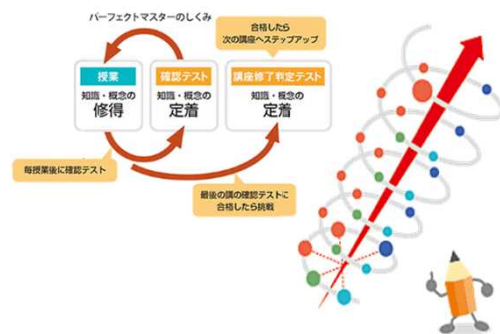 パーフェクトマスターのしくみ
合格したら
次の講座へステップアップ
授業
知識・概念の
修得
確認テスト
知識・概念の
定着
講座修了判定テスト
知識・概念の
定着
毎授業後に確認テスト
最後の講の確認テストに
合格したら挑戦